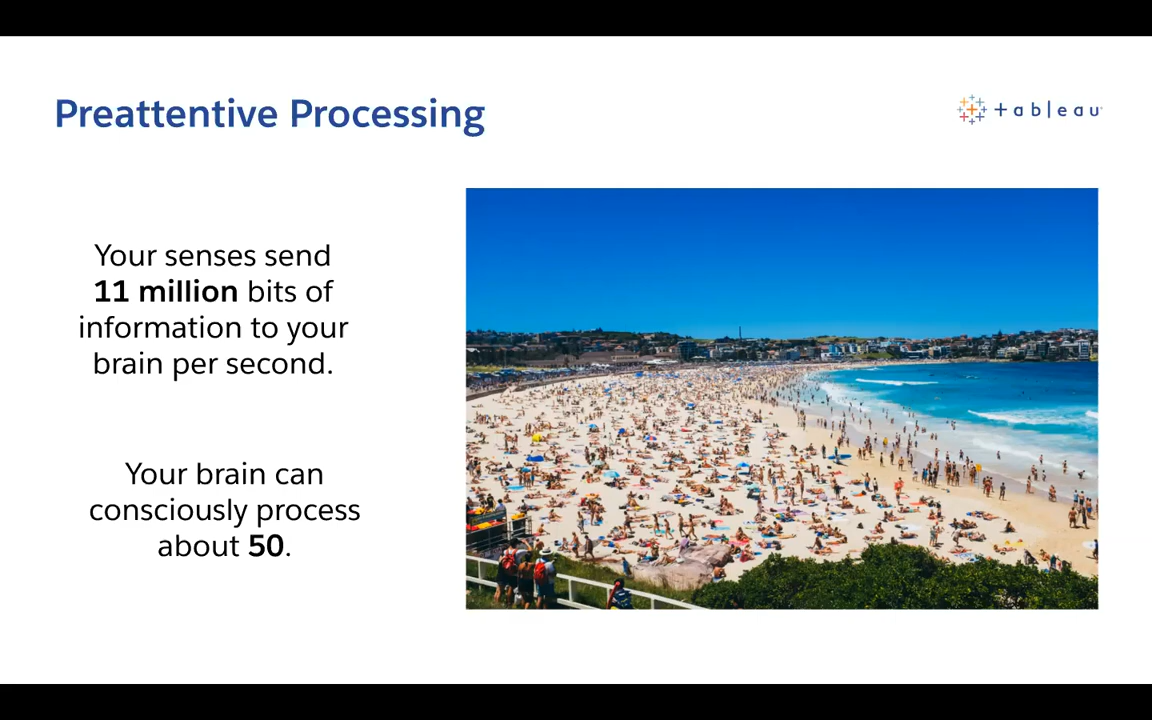 Preattentive Processing
+ableau
Your senses send
11 million bits of
information to your
brain per second.
Your brain can
consciously process
about 50.